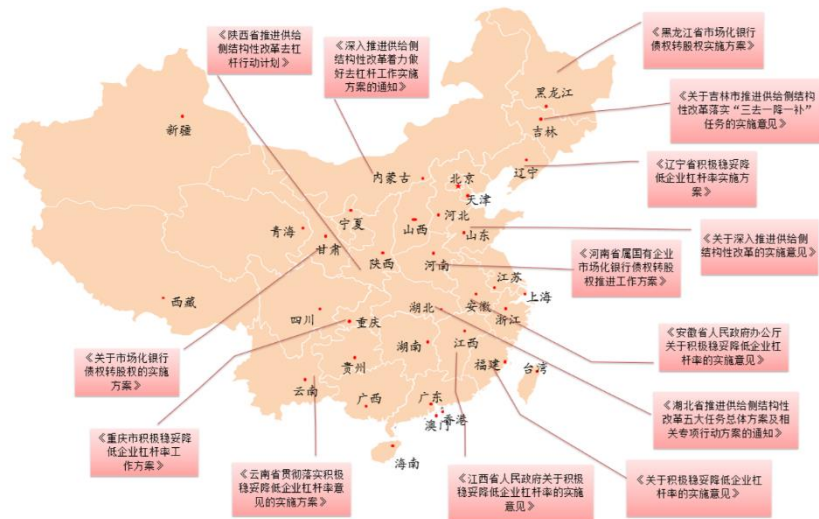 《陕西省推进供给
侧结构性改革去杠
杆行动计划》
《深入推进供给侧
结构性改革着力做
好去杠杆工作实施
方案的通知》
《黑龙江省市场化银行
债权转股权实施方案》
《关于吉林市推进供给侧结构
性改革落实“三去一降一补”
任务的实施意见》
《辽宁省积极稳妥降
低企业杠杆率实施
方案》
《关于深入推进供给侧
结构性改革的实施意见》
《河南省属国有企业
市场化银行债权转股
权推进工作方案》
《安徽省人民政府办公厅
关于积极稳妥降低企业杠
杆率的实施意见》
《湖北省推进供给侧结构性
改革五大任务总体方案及相
关专项行动方案的通知》
《关于积极稳妥降低企业杠
杆率的实施意见》
《江西省人民政府关于积极
稳妥降低企业杠杆率的实施
意见》
《云南省贯彻落实积极
稳妥降低企业杠杆率意
见的实施方案》
《重庆市积极稳妥降
低企业杠杆率工
作方案》
《关于市场化银行
债权转股权的实施
方案》
黑龙江
吉林
辽宁
新疆
内蒙古
北京
天津
河北
山西
山东
宁夏
青海
甘肃
陕西
河南
江苏
上海
安徽
浙江
湖北
西藏
四川
重庆
湖南
江西
贵州
福建
台湾
云南
广西
广东
香港
澳门
海南